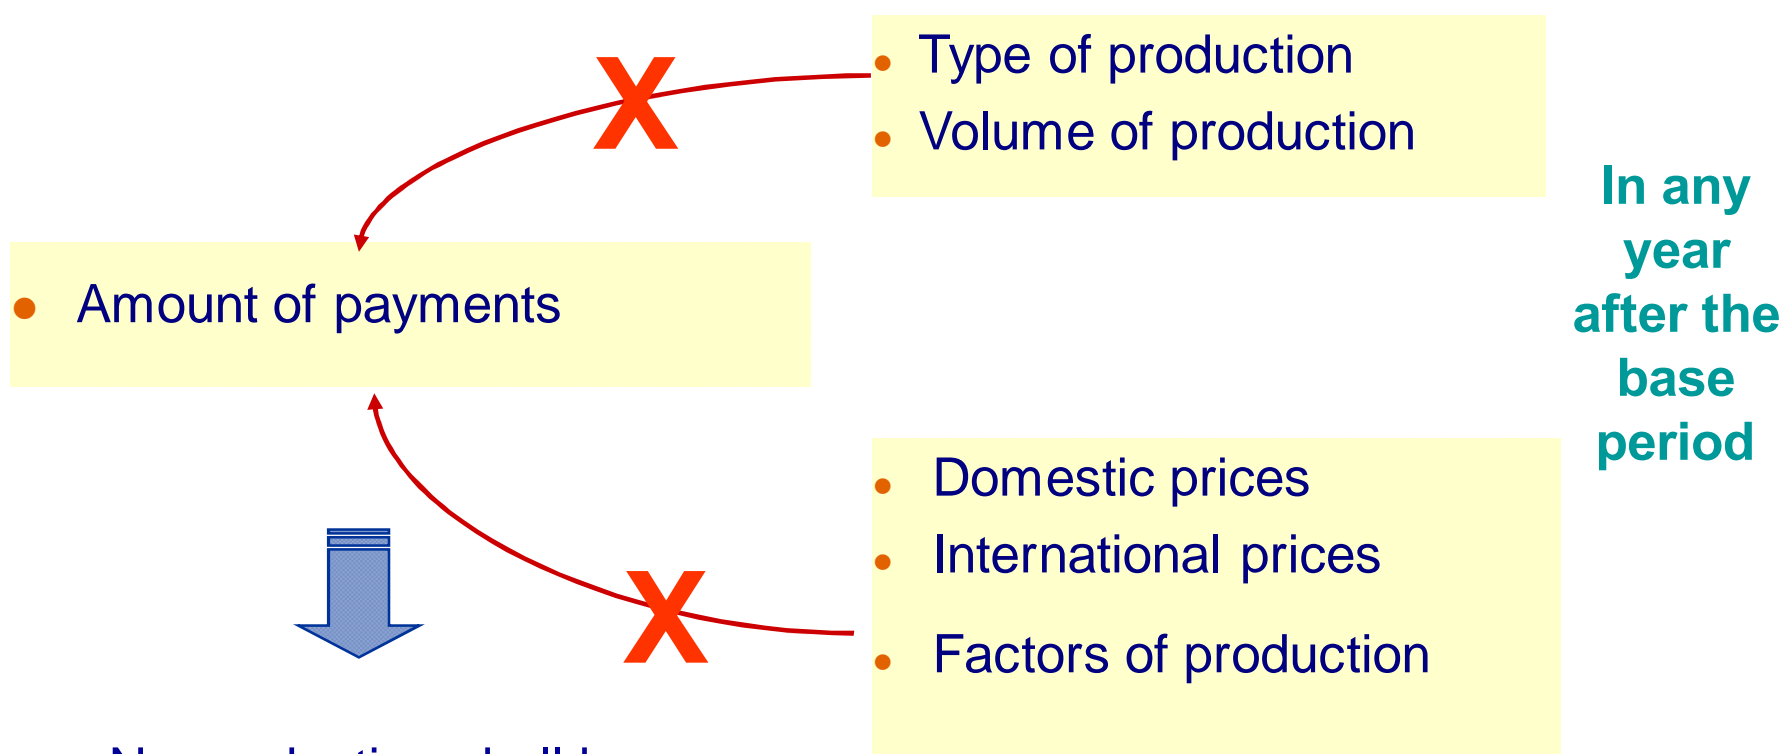 • Type of production
• Volume of production
X
In any
year
after the
base
period
• Amount of payments
• Domestic prices
• International prices
• Factors of production
X